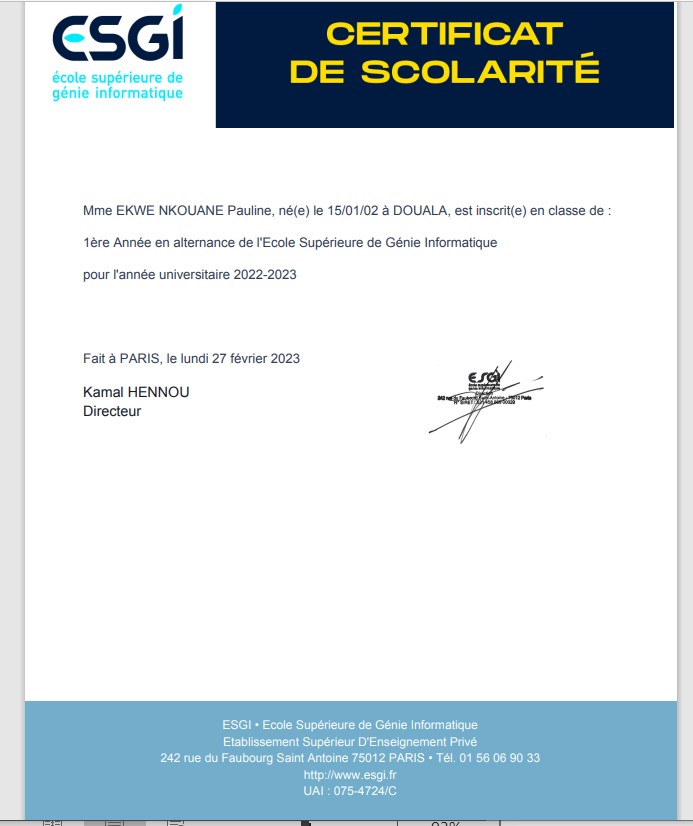 ESGI
école supérieure de
génie informatique
CERTIFICAT
DE SCOLARITÉ
Mme EKWE NKOUANE Pauline, né(e) le 15/01/02 à DOUALA, est inscrit(e) en classe de :
1ère Année en alternance de l'Ecole Supérieure de Génie Informatique
pour l'année universitaire 2022-2023
Fait à PARIS, le lundi 27 février 2023
Kamal HENNOU
Directeur
ESGI
242 rue du Faubourg Saint Antoine - 75012 Paris
ESGI • Ecole Supérieure de Génie Informatique
Etablissement Supérieur D'Enseignement Privé
242 rue du Faubourg Saint Antoine 75012 PARIS • Tél. 01 56 06 90 33
http://www.esgi.fr
UAI : 075-4724/C